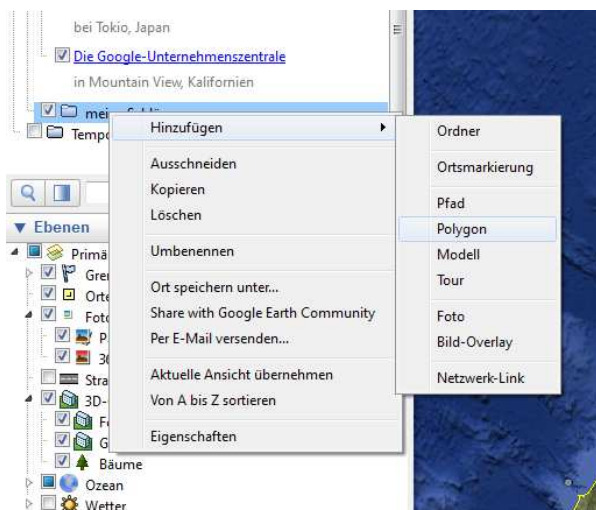 bei Tokio, Japan
Die Google-Unternehmenszentrale
in Mountain View, Kalifornien
Hinzufügen
Ausschneiden
Kopieren
Löschen
Umbenennen
Ort speichern unter...
Share with Google Earth Community
Per E-Mail versenden...
Aktuelle Ansicht übernehmen
Von A bis Z sortieren
Eigenschaften
Ordner
Ortsmarkierung
Pfad
Polygon
Modell
Tour
Foto
Bild-Overlay
Netzwerk-Link
Ebenen
Bäume
Ozean
Wetter